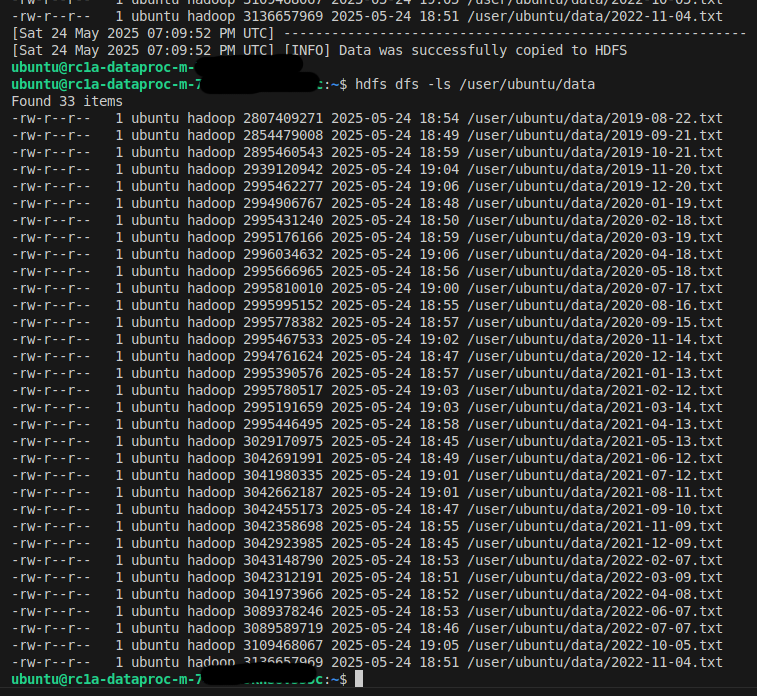 -rw-r--r--   1 ubuntu hadoop 3109468067 2025-05-24 19:05 /user/ubuntu/data/2022-10-05.txt
-rw-r--r--   1 ubuntu hadoop 3136657969 2025-05-24 18:51 /user/ubuntu/data/2022-11-04.txt
[Sat 24 May 2025 07:09:52 PM UTC] ----------------------------------------------------------
[Sat 24 May 2025 07:09:52 PM UTC] [INFO] Data was successfully copied to HDFS
ubuntu@rc1a-dataproc-m-
ubuntu@rc1a-dataproc-m-7 c:~$ hdfs dfs -ls /user/ubuntu/data
Found 33 items
-rw-r--r--   1 ubuntu hadoop 2807409271 2025-05-24 18:54 /user/ubuntu/data/2019-08-22.txt
-rw-r--r--   1 ubuntu hadoop 2854479008 2025-05-24 18:49 /user/ubuntu/data/2019-09-21.txt
-rw-r--r--   1 ubuntu hadoop 2895460543 2025-05-24 18:59 /user/ubuntu/data/2019-10-21.txt
-rw-r--r--   1 ubuntu hadoop 2939120942 2025-05-24 19:04 /user/ubuntu/data/2019-11-20.txt
-rw-r--r--   1 ubuntu hadoop 2995462277 2025-05-24 19:06 /user/ubuntu/data/2019-12-20.txt
-rw-r--r--   1 ubuntu hadoop 2994906767 2025-05-24 18:48 /user/ubuntu/data/2020-01-19.txt
-rw-r--r--   1 ubuntu hadoop 2995431240 2025-05-24 18:50 /user/ubuntu/data/2020-02-18.txt
-rw-r--r--   1 ubuntu hadoop 2995176166 2025-05-24 18:59 /user/ubuntu/data/2020-03-19.txt
-rw-r--r--   1 ubuntu hadoop 2996034632 2025-05-24 19:06 /user/ubuntu/data/2020-04-18.txt
-rw-r--r--   1 ubuntu hadoop 2995666965 2025-05-24 18:56 /user/ubuntu/data/2020-05-18.txt
-rw-r--r--   1 ubuntu hadoop 2995810010 2025-05-24 19:00 /user/ubuntu/data/2020-07-17.txt
-rw-r--r--   1 ubuntu hadoop 2995995152 2025-05-24 18:55 /user/ubuntu/data/2020-08-16.txt
-rw-r--r--   1 ubuntu hadoop 2995778382 2025-05-24 18:57 /user/ubuntu/data/2020-09-15.txt
-rw-r--r--   1 ubuntu hadoop 2995467533 2025-05-24 19:02 /user/ubuntu/data/2020-11-14.txt
-rw-r--r--   1 ubuntu hadoop 2994761624 2025-05-24 18:47 /user/ubuntu/data/2020-12-14.txt
-rw-r--r--   1 ubuntu hadoop 2995390576 2025-05-24 18:57 /user/ubuntu/data/2021-01-13.txt
-rw-r--r--   1 ubuntu hadoop 2995780517 2025-05-24 19:03 /user/ubuntu/data/2021-02-12.txt
-rw-r--r--   1 ubuntu hadoop 2995191659 2025-05-24 19:03 /user/ubuntu/data/2021-03-14.txt
-rw-r--r--   1 ubuntu hadoop 2995446495 2025-05-24 18:58 /user/ubuntu/data/2021-04-13.txt
-rw-r--r--   1 ubuntu hadoop 3029170975 2025-05-24 18:45 /user/ubuntu/data/2021-05-13.txt
-rw-r--r--   1 ubuntu hadoop 3042691991 2025-05-24 18:49 /user/ubuntu/data/2021-06-12.txt
-rw-r--r--   1 ubuntu hadoop 3041980335 2025-05-24 19:01 /user/ubuntu/data/2021-07-12.txt
-rw-r--r--   1 ubuntu hadoop 3042662187 2025-05-24 19:01 /user/ubuntu/data/2021-08-11.txt
-rw-r--r--   1 ubuntu hadoop 3042455173 2025-05-24 18:47 /user/ubuntu/data/2021-09-10.txt
-rw-r--r--   1 ubuntu hadoop 3042358698 2025-05-24 18:55 /user/ubuntu/data/2021-11-09.txt
-rw-r--r--   1 ubuntu hadoop 3042923985 2025-05-24 18:45 /user/ubuntu/data/2021-12-09.txt
-rw-r--r--   1 ubuntu hadoop 3043148790 2025-05-24 18:53 /user/ubuntu/data/2022-02-07.txt
-rw-r--r--   1 ubuntu hadoop 3042312191 2025-05-24 18:51 /user/ubuntu/data/2022-03-09.txt
-rw-r--r--   1 ubuntu hadoop 3041973966 2025-05-24 18:52 /user/ubuntu/data/2022-04-08.txt
-rw-r--r--   1 ubuntu hadoop 3089378246 2025-05-24 18:53 /user/ubuntu/data/2022-06-07.txt
-rw-r--r--   1 ubuntu hadoop 3089589719 2025-05-24 18:46 /user/ubuntu/data/2022-07-07.txt
-rw-r--r--   1 ubuntu hadoop 3109468067 2025-05-24 19:05 /user/ubuntu/data/2022-10-05.txt
-rw-r--r--   1 ubuntu hadoop 3136657969 2025-05-24 18:51 /user/ubuntu/data/2022-11-04.txt
ubuntu@rc1a-dataproc-m-7 c:~$